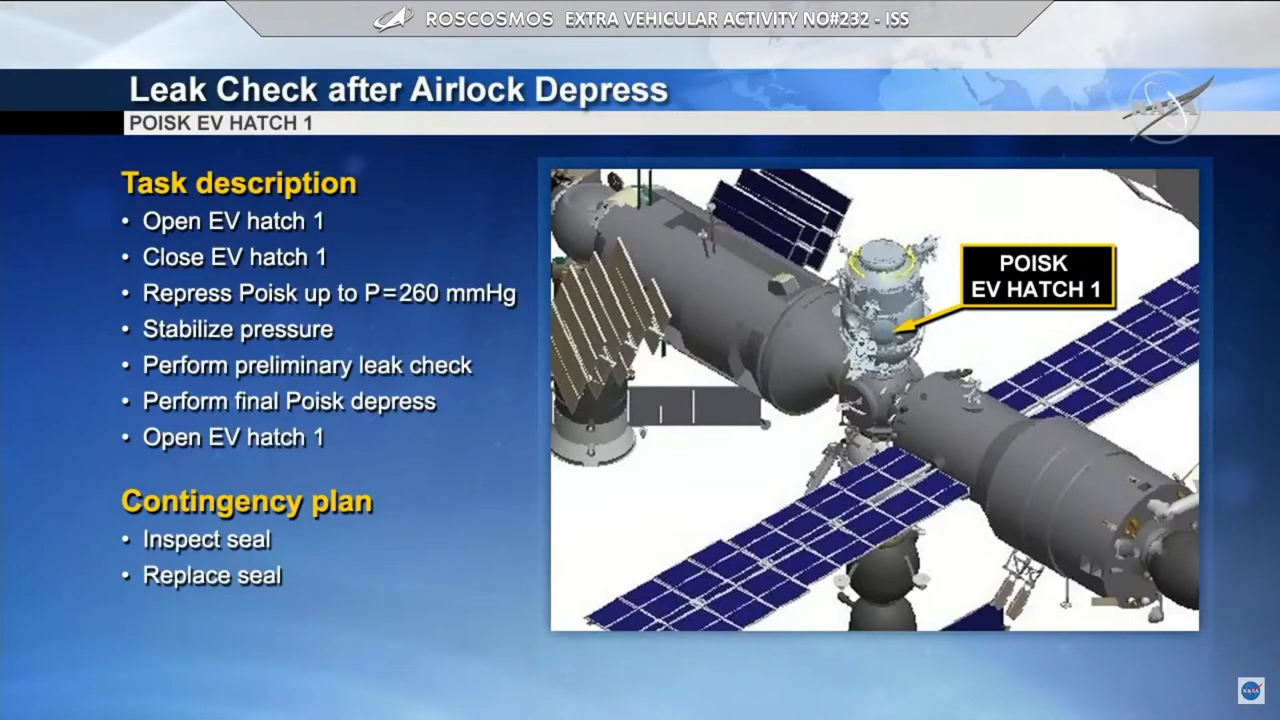 ROSCOSMOS EXTRA VEHICULAR ACTIVITY NO#232 - ISS
Leak Check after Airlock Depress
NASA
POISK EV HATCH 1
Task description
• Open EV hatch 1
• Close EV hatch 1
• Repress Poisk up to P=260 mmHg
• Stabilize pressure
• Perform preliminary leak check
• Perform final Poisk depress
• Open EV hatch 1
Contingency plan
• Inspect seal
• Replace seal
POISK
EV HATCH 1
NASA